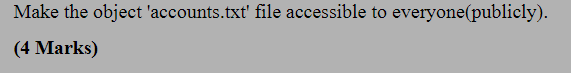 Make the object 'accounts.txt' file accessible to everyone(publicly).
(4 Marks)